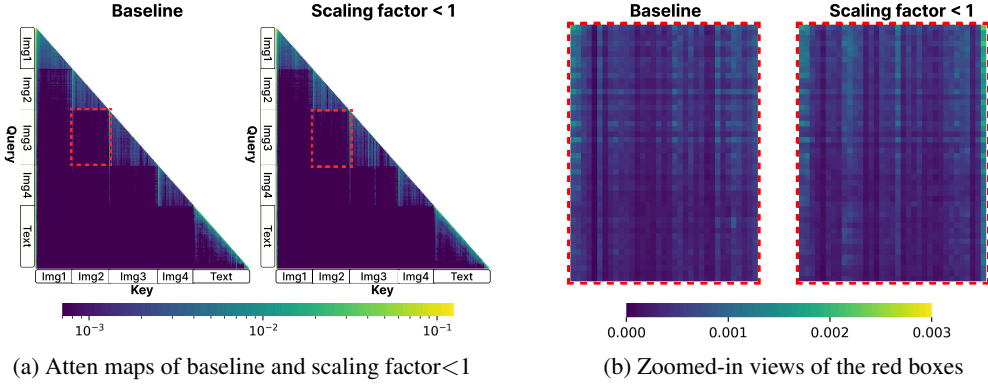 Baseline
Scaling factor < 1
Baseline
Scaling factor < 1
Query
Img1
Img2
Img3
Img4
Text
Img1 Img2 Img3 Img4 Text
Key
Query
Img1
Img2
Img3
Img4
Text
Img1 Img2 Img3 Img4 Text
Key
10⁻³ 10⁻² 10⁻¹
0.000 0.001 0.002 0.003
(a) Atten maps of baseline and scaling factor<1
(b) Zoomed-in views of the red boxes